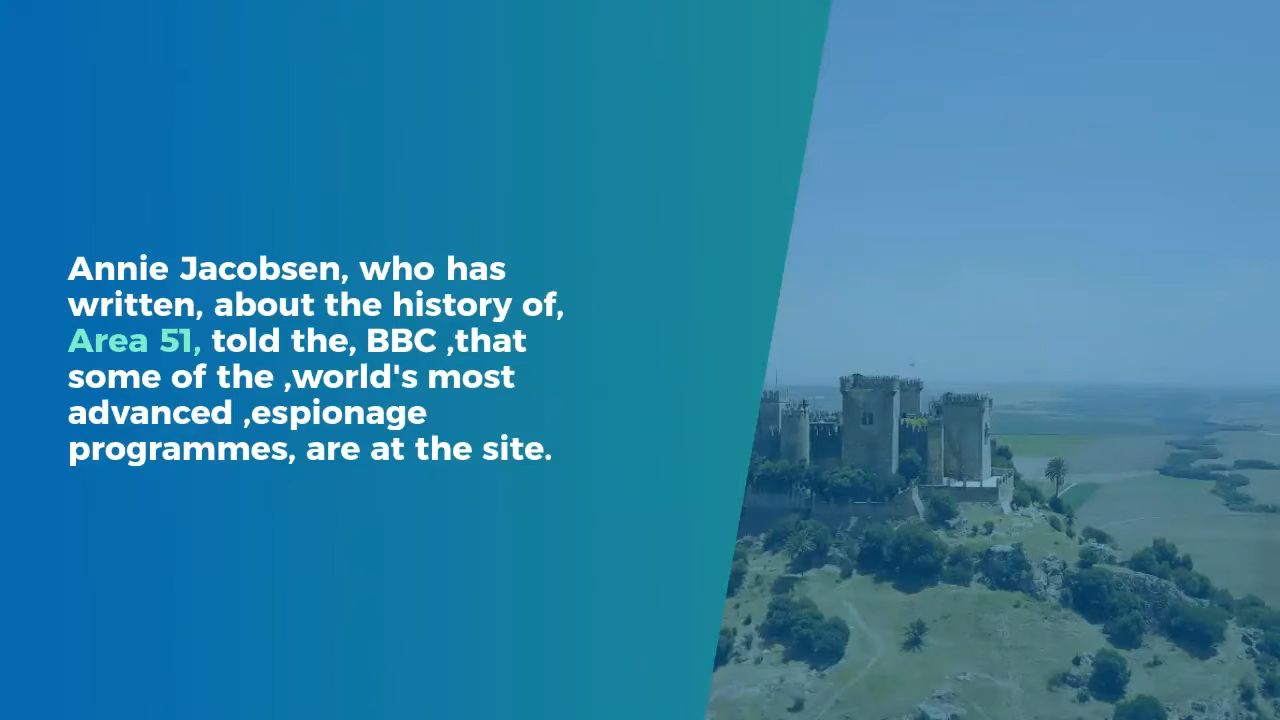 Annie Jacobsen, who has
written, about the history of,
Area 51, told the, BBC ,that
some of the ,world's most
advanced ,espionage
programmes, are at the site.